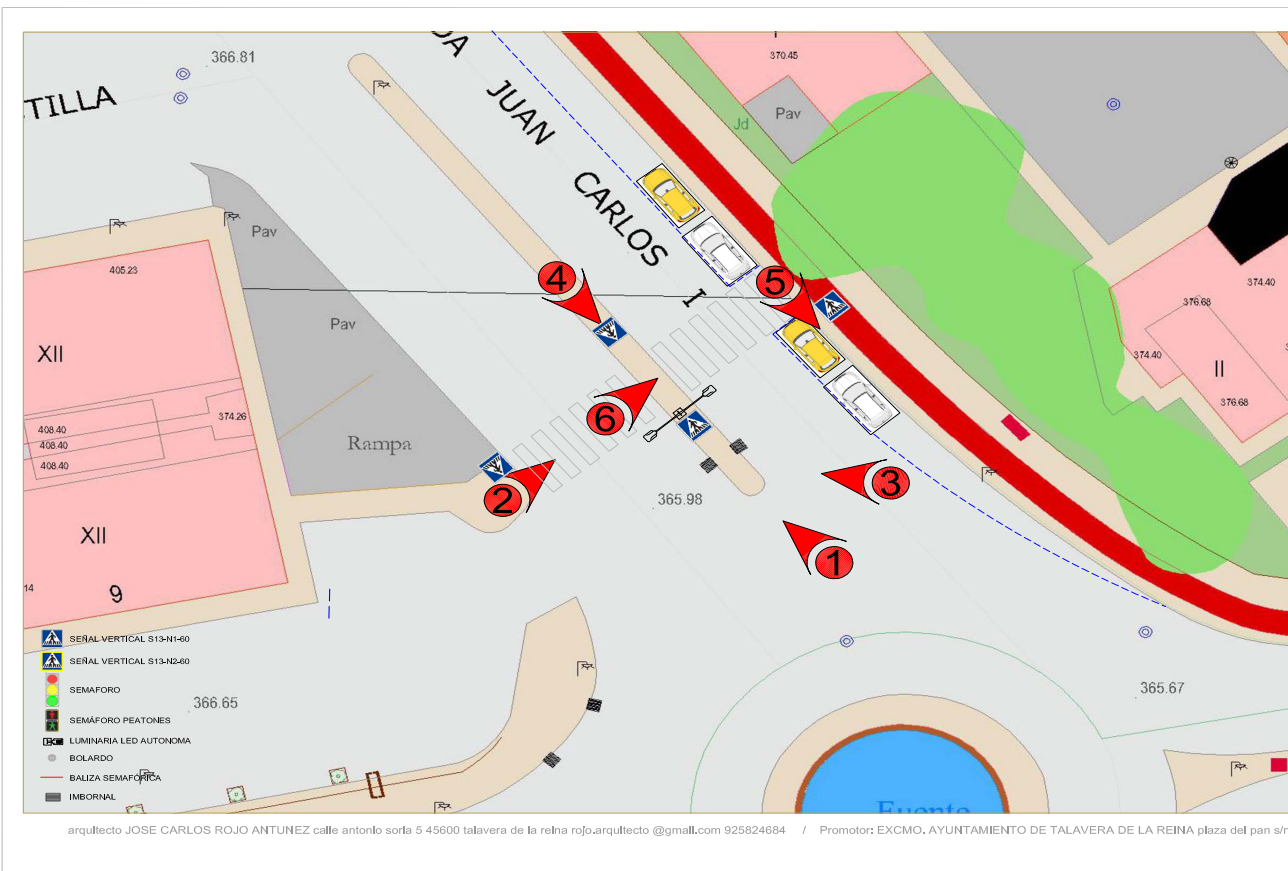 366.81
TILLA
DA JUAN CARLOS I
370.45
Pav
Jd
Pav
405.23
Pav
XII
374.26
408.40
408.40
408.40
Rampa
XII
9
14
4
5
6
2
3
1
365.98
374.40
376.68
374.40
II
376.68
SEÑAL VERTICAL S13-N1-60
SEÑAL VERTICAL S13-N2-60
SEMAFORO
SEMÁFORO PEATONES
LUMINARIA LED AUTONOMA
BOLARDO
BALIZA SEMAFÓRICA
IMBORNAL
366.65
365.67
Fuente
arquitecto JOSE CARLOS ROJO ANTUNEZ calle antonio soria 5 45600 talavera de la reina rojo.arquitecto @gmail.com 925824684 / Promotor: EXCMO. AYUNTAMIENTO DE TALAVERA DE LA REINA plaza del pan s/n